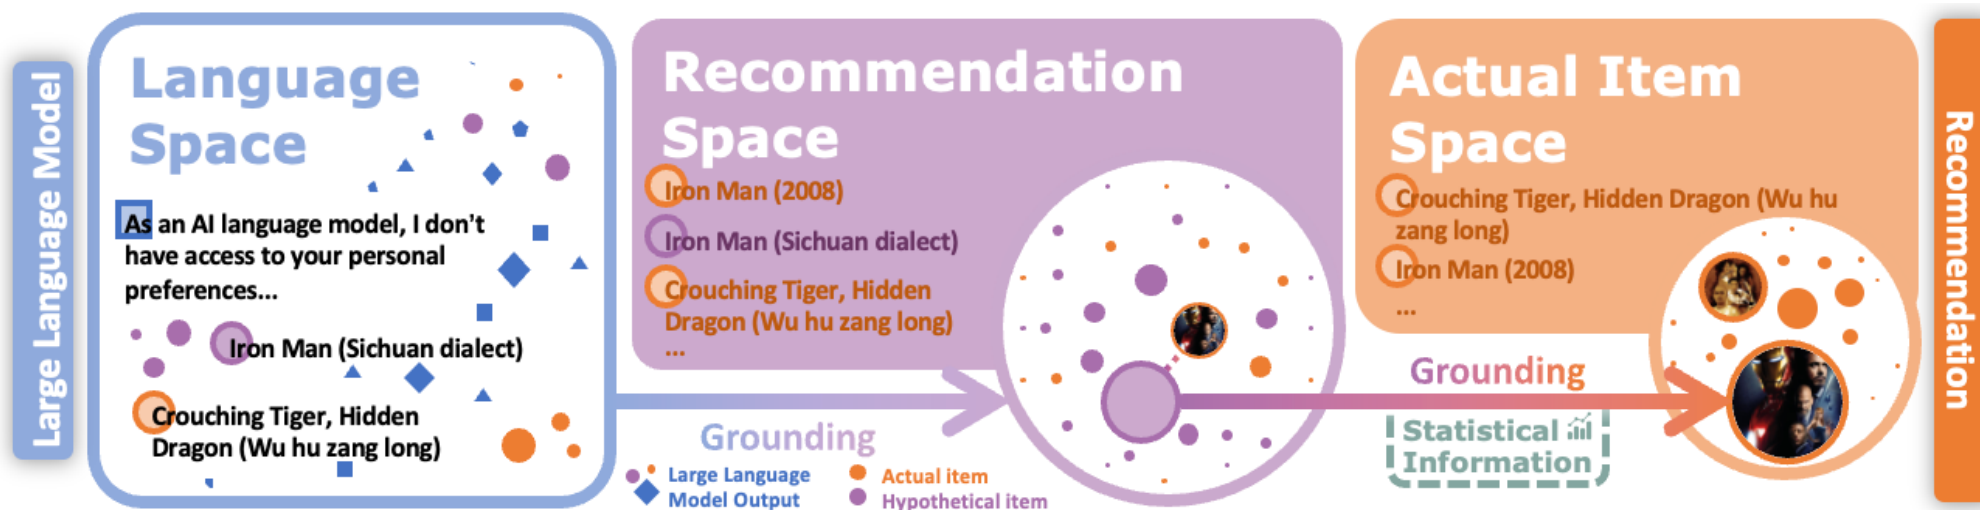 Large Language Model
Language
Space
As an AI language model, I don't
have access to your personal
preferences...
Iron Man (Sichuan dialect)
Crouching Tiger, Hidden
Dragon (Wu hu zang long)
Recommendation
Space
Iron Man (2008)
Iron Man (Sichuan dialect)
Crouching Tiger, Hidden
Dragon (Wu hu zang long)
...
Grounding
Large Language
Model Output
Actual item
Hypothetical item
Actual Item
Space
Crouching Tiger, Hidden Dragon (Wu hu
zang long)
Iron Man (2008)
...
Grounding
Statistical
Information
Recommendation